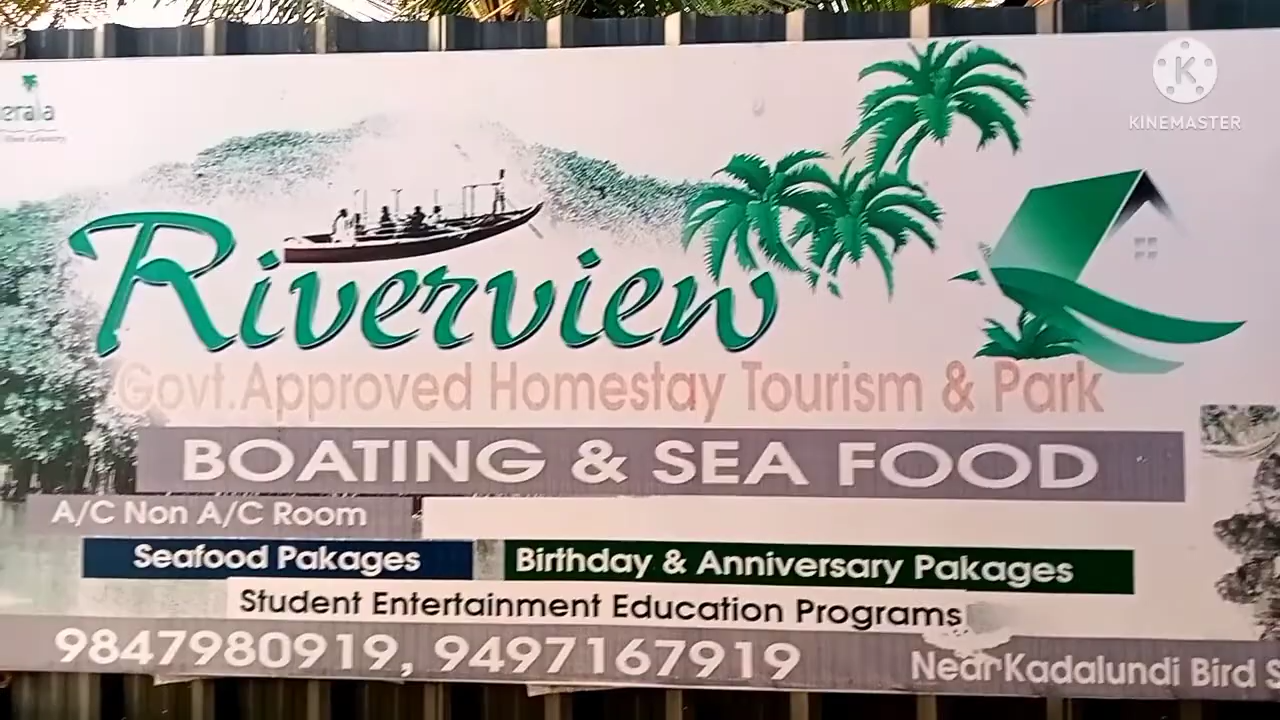 erala
KINEMASTER
Riverview
Govt.Approved Homestay Tourism & Park
BOATING & SEA FOOD
A/C Non A/C Room
Seafood Pakages
Birthday & Anniversary Pakages
Student Entertainment Education Programs
9847980919, 9497167919
Near Kadalundi Bird S